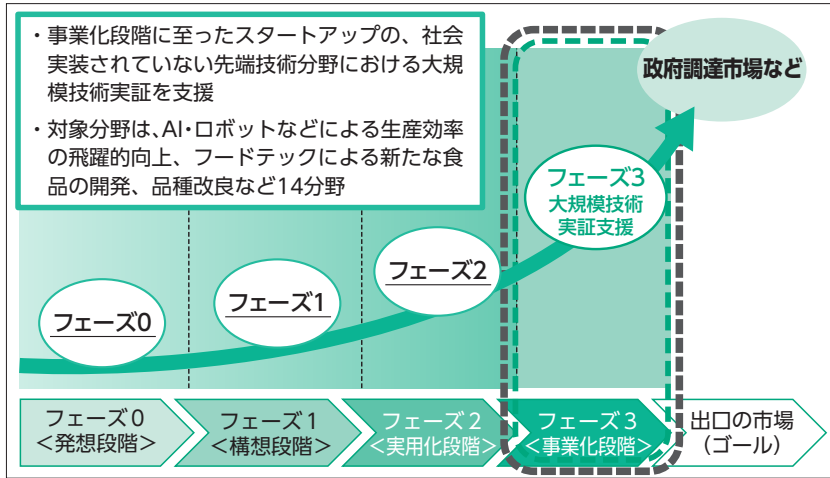 ・事業化段階に至ったスタートアップの、社会
実装されていない先端技術分野における大規
模技術実証を支援
・対象分野は、AI・ロボットなどによる生産効率
の飛躍的向上、フードテックによる新たな食
品の開発、品種改良など14分野
政府調達市場など
フェーズ3
大規模技術
実証支援
フェーズ2
フェーズ1
フェーズ0
フェーズ0
<発想段階>
フェーズ1
<構想段階>
フェーズ2
<実用化段階>
フェーズ3
<事業化段階>
出口の市場
(ゴール)